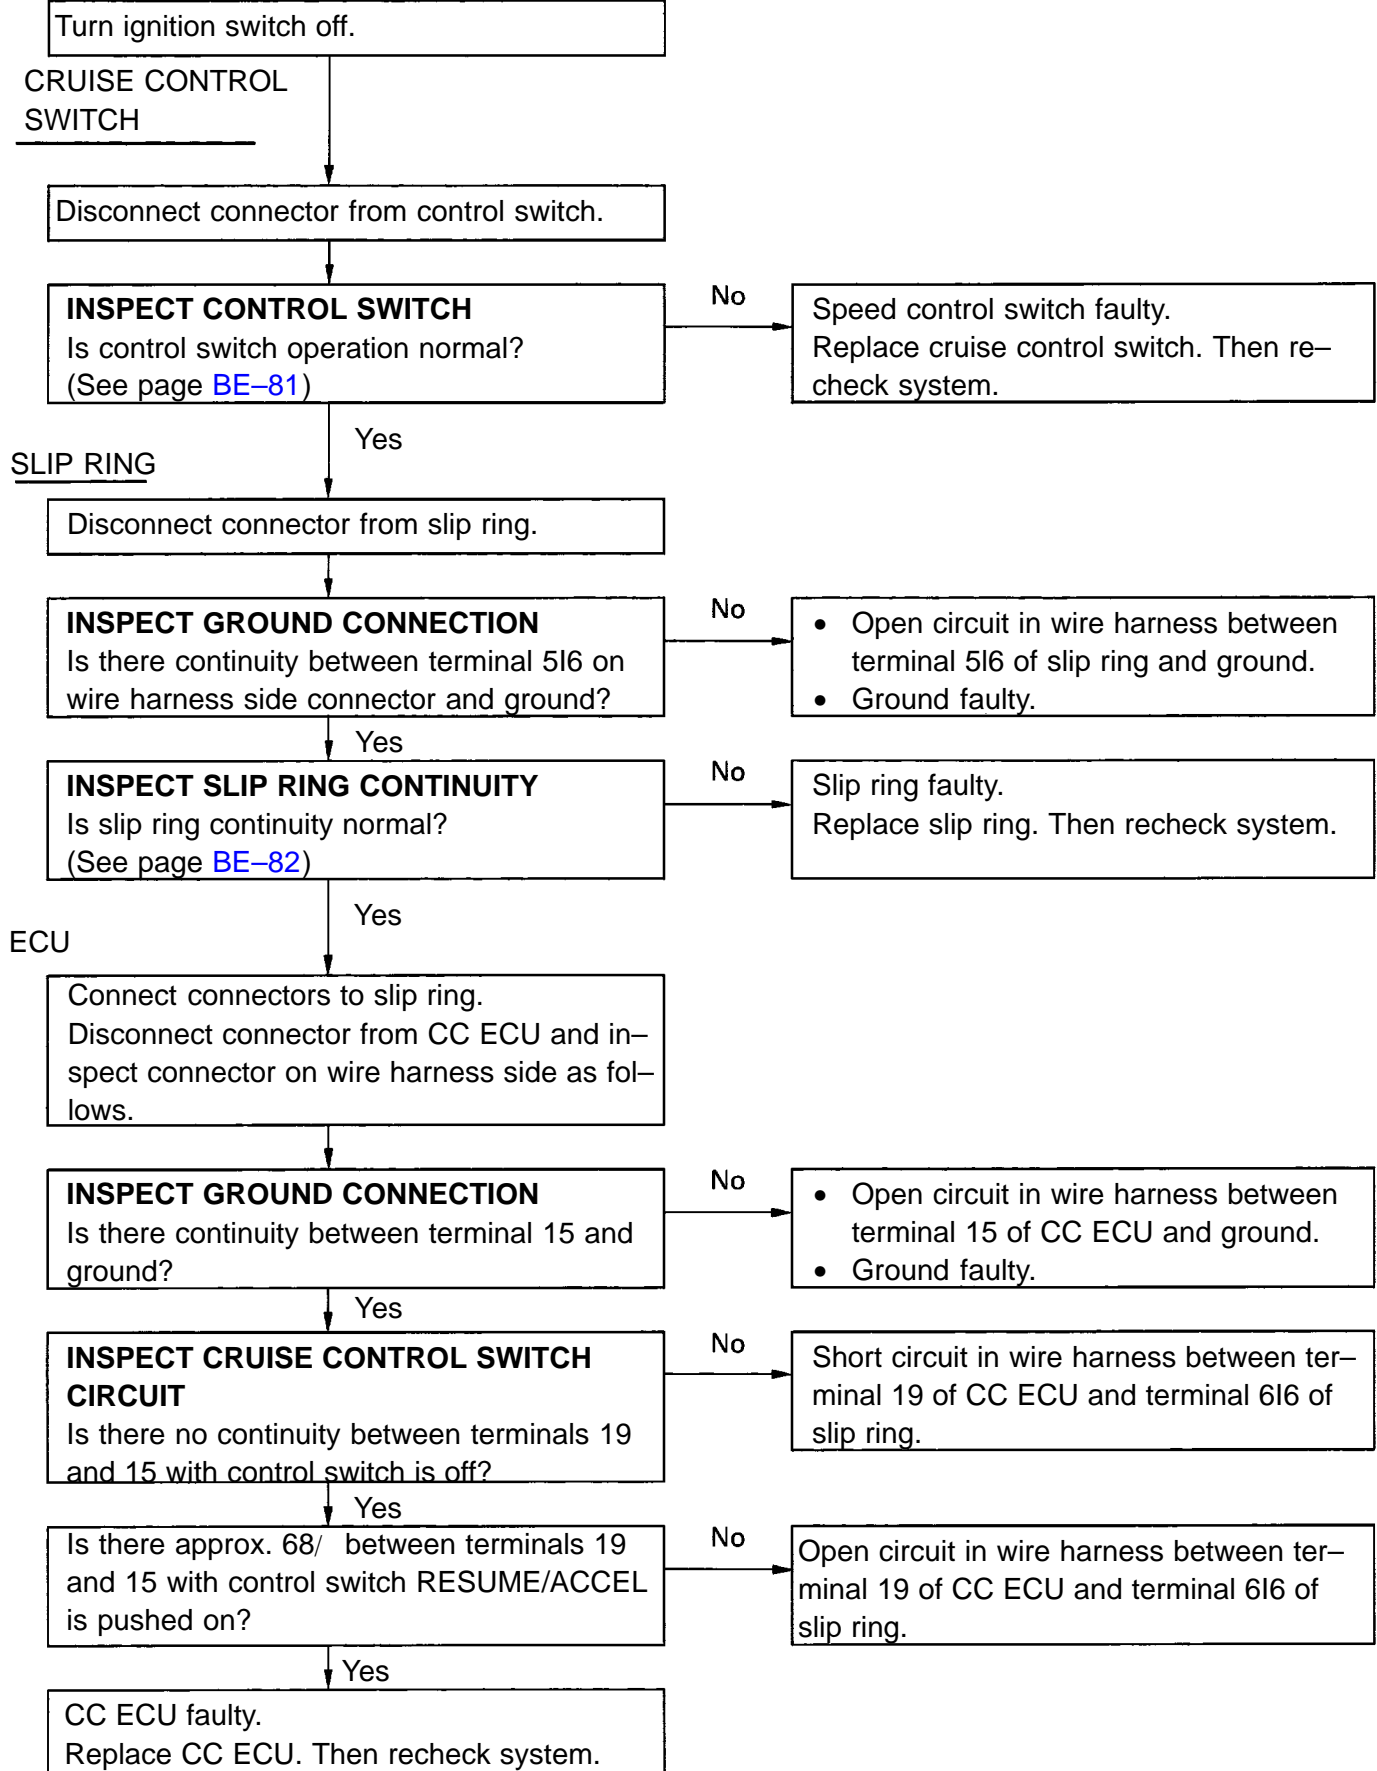 Turn ignition switch off.
CRUISE CONTROL
SWITCH
Disconnect connector from control switch.
INSPECT CONTROL SWITCH
Is control switch operation normal?
(See page BE–81)
No
Speed control switch faulty.
Replace cruise control switch. Then re–
check system.
Yes
SLIP RING
Disconnect connector from slip ring.
INSPECT GROUND CONNECTION
Is there continuity between terminal 5I6 on
wire harness side connector and ground?
No
• Open circuit in wire harness between
terminal 5I6 of slip ring and ground.
• Ground faulty.
Yes
INSPECT SLIP RING CONTINUITY
Is slip ring continuity normal?
(See page BE–82)
No
Slip ring faulty.
Replace slip ring. Then recheck system.
Yes
ECU
Connect connectors to slip ring.
Disconnect connector from CC ECU and in–
spect connector on wire harness side as fol–
lows.
INSPECT GROUND CONNECTION
Is there continuity between terminal 15 and
ground?
No
• Open circuit in wire harness between
terminal 15 of CC ECU and ground.
• Ground faulty.
Yes
INSPECT CRUISE CONTROL SWITCH
CIRCUIT
Is there no continuity between terminals 19
and 15 with control switch is off?
No
Short circuit in wire harness between ter–
minal 19 of CC ECU and terminal 6I6 of
slip ring.
Yes
Is there approx. 68/ between terminals 19
and 15 with control switch RESUME/ACCEL
is pushed on?
No
Open circuit in wire harness between ter–
minal 19 of CC ECU and terminal 6I6 of
slip ring.
Yes
CC ECU faulty.
Replace CC ECU. Then recheck system.